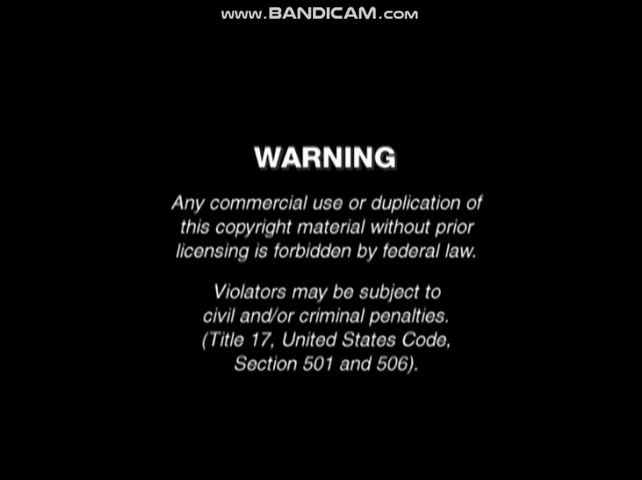 www.BANDICAM.com
WARNING
Any commercial use or duplication of
this copyright material without prior
licensing is forbidden by federal law.
Violators may be subject to
civil and/or criminal penalties.
(Title 17, United States Code,
Section 501 and 506).